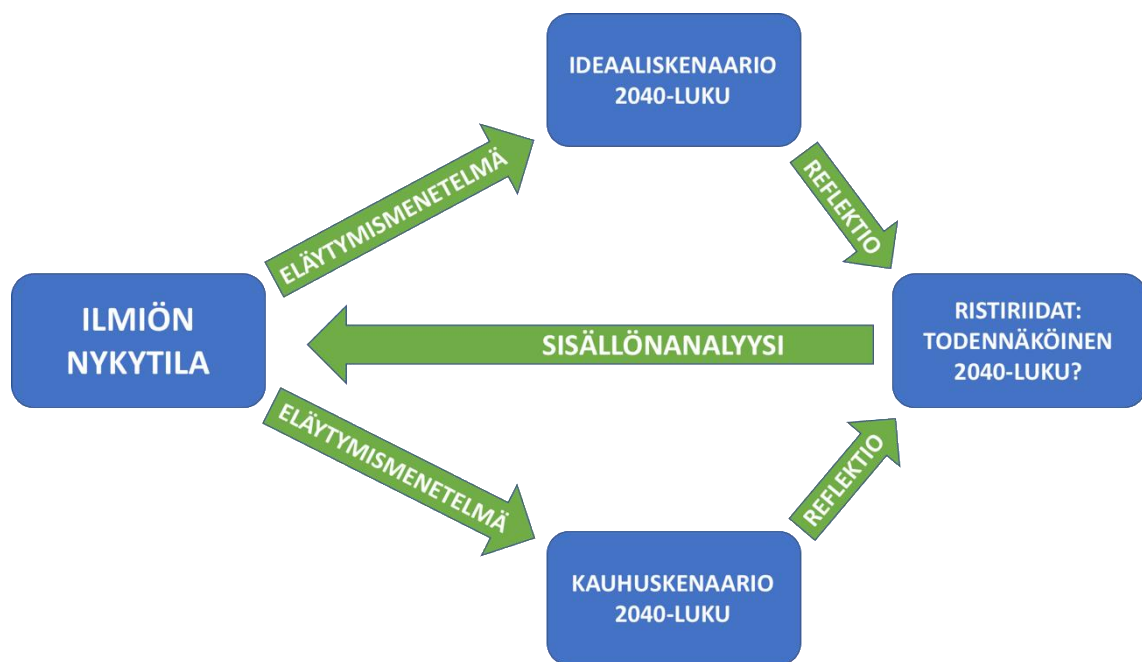 IDEAALISKENAARIO
2040-LUKU
ELÄYTYMISMENETELMÄ
REFLEKTIO
ILMIÖN
NYKYTILA
SISÄLLÖNANALYYSI
RISTIRIIDAT:
TODENNÄKÖINEN
2040-LUKU?
ELÄYTYMISMENETELMÄ
REFLEKTIO
KAUHUSKENAARIO
2040-LUKU